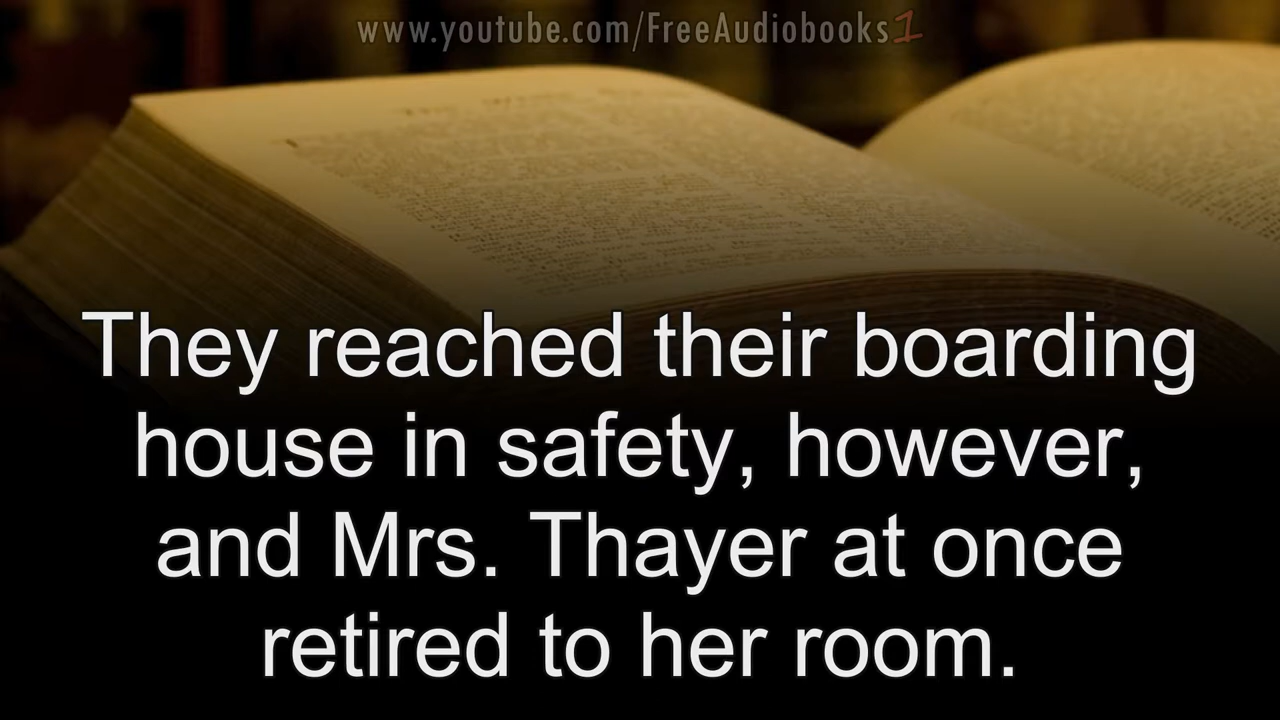 www.youtube.com/FreeAudiobooks1
They reached their boarding
house in safety, however,
and Mrs. Thayer at once
retired to her room.